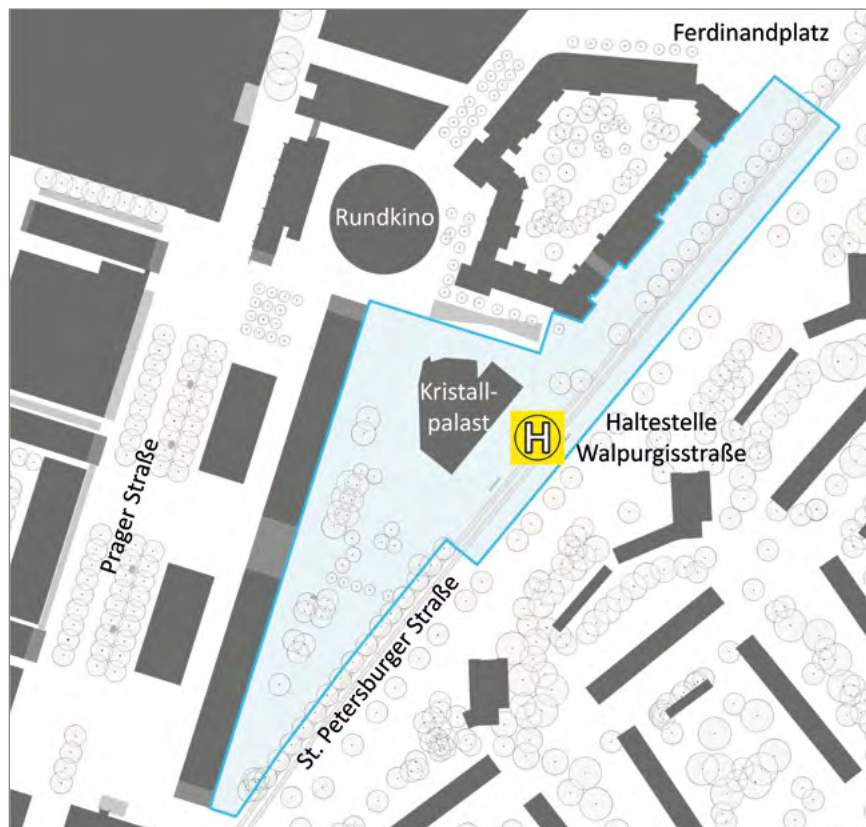 Ferdinandplatz
Rundkino
Kristall-
palast
H
Haltestelle
Walpurgisstraße
Prager Straße
St. Petersburger Straße